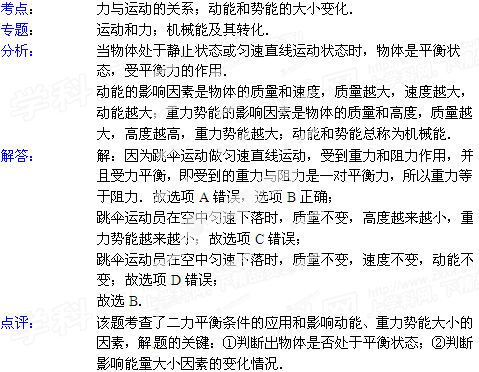 考点： 力与运动的关系；动能和势能的大小变化．
专题： 运动和力；机械能及其转化．
分析： 当物体处于静止状态或匀速直线运动状态时，物体是平衡状
态，受平衡力的作用．
动能的影响因素是物体的质量和速度，质量越大，速度越大，
动能越大；重力势能的影响因素是物体的质量和高度，质量越
大，高度越高，重力势能越大；动能和势能总称为机械能．
解答： 解：因为跳伞运动做匀速直线运动，受到重力和阻力作用，并
且受力平衡，即受到的重力与阻力是一对平衡力，所以重力等
于阻力．故选项 A 错误，选项 B 正确；
跳伞运动员在空中匀速下落时，质量不变，高度越来越小，重
力势能越来越小；故选项 C 错误；
跳伞运动员在空中匀速下落时，质量不变，速度不变，动能不
变；故选项 D 错误；
故选 B．
点评： 该题考查了二力平衡条件的应用和影响动能、重力势能大小的
因素，解题的关键：①判断出物体是否处于平衡状态；②判断
影响能量大小因素的变化情况．